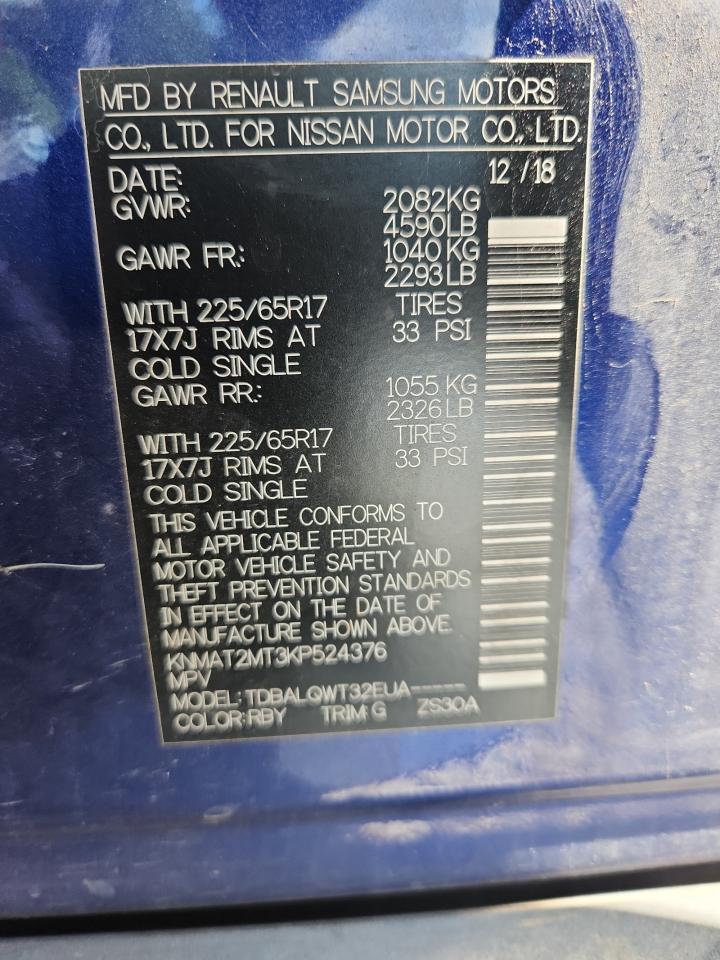 MFD BY RENAULT SAMSUNG MOTORS
CO., LTD. FOR NISSAN MOTOR CO., LTD.
DATE: 12 / 18
GVWR: 2082KG
4590LB
GAWR FR.: 1040 KG
2293 LB
WITH 225/65R17 TIRES
17X7J RIMS AT 33 PSI
COLD SINGLE
GAWR RR.: 1055 KG
2326 LB
WITH 225/65R17 TIRES
17X7J RIMS AT 33 PSI
COLD SINGLE
THIS VEHICLE CONFORMS TO
ALL APPLICABLE FEDERAL
MOTOR VEHICLE SAFETY AND
THEFT PREVENTION STANDARDS
IN EFFECT ON THE DATE OF
MANUFACTURE SHOWN ABOVE.
KNMAT2MT3KP524376
MPV
MODEL: TDBALQWT32EUA-----
COLOR: RBY TRIM: G ZS30A